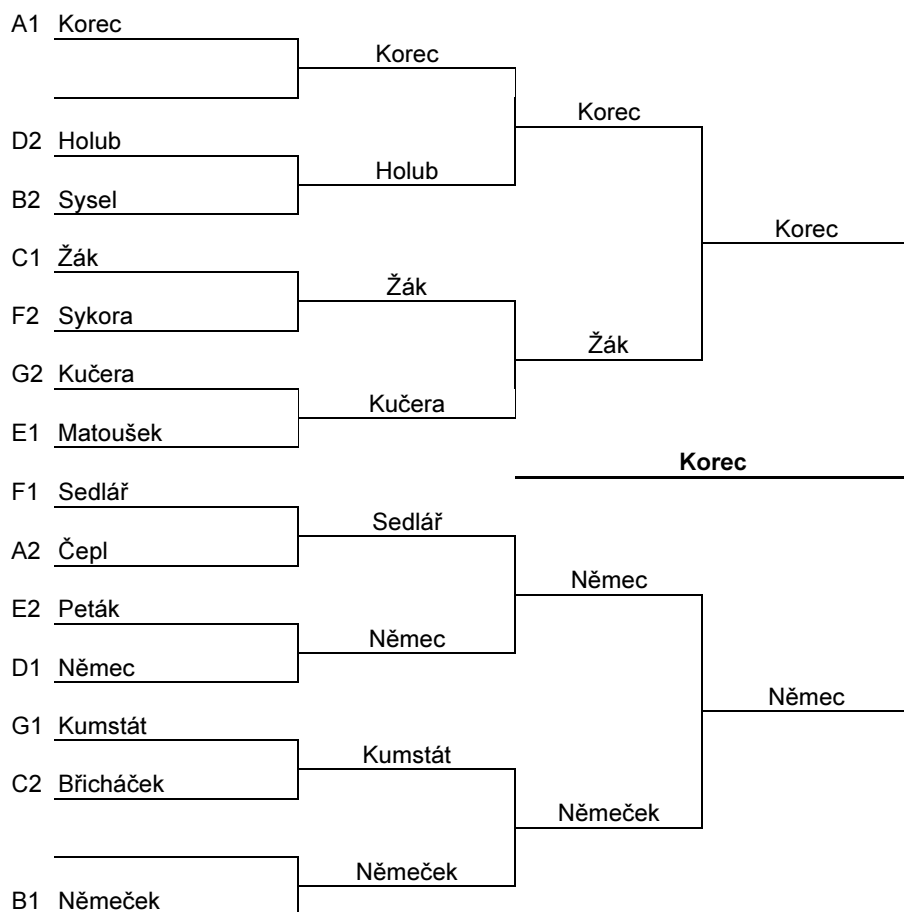 A1 Korec
Korec
Korec
D2 Holub
Holub
B2 Sysel
Korec
C1 Žák
Žák
F2 Sykora
Žák
G2 Kučera
Kučera
E1 Matoušek
Korec
F1 Sedlář
Sedlář
A2 Čepl
Němec
E2 Peták
Němec
D1 Němec
Němec
G1 Kumstát
Kumstát
C2 Břicháček
Němeček
Němeček
B1 Němeček